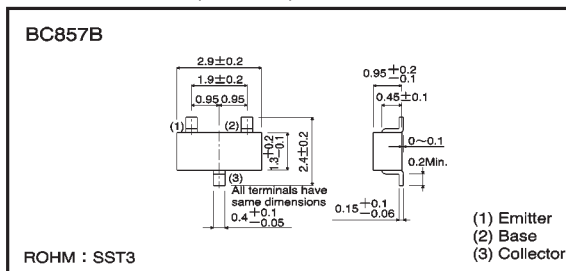 BC857B
2.9±0.2
1.9±0.2
0.95 0.95
(1) (2)
(3)
1.3+0.2−0.1
2.4±0.2
All terminals have
same dimensions
0.4+0.1−0.05
0.95+0.2−0.1
0.45±0.1
0~0.1
0.2Min.
0.15+0.1−0.06
(1) Emitter
(2) Base
(3) Collector
ROHM : SST3